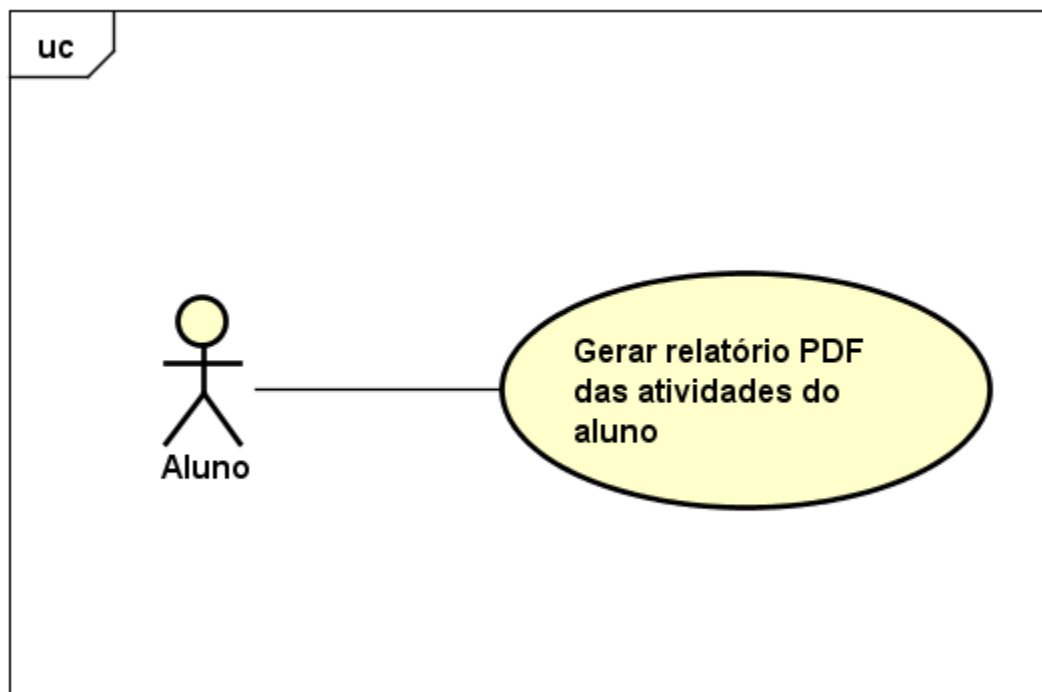 uc
Gerar relatório PDF
das atividades do
aluno
Aluno